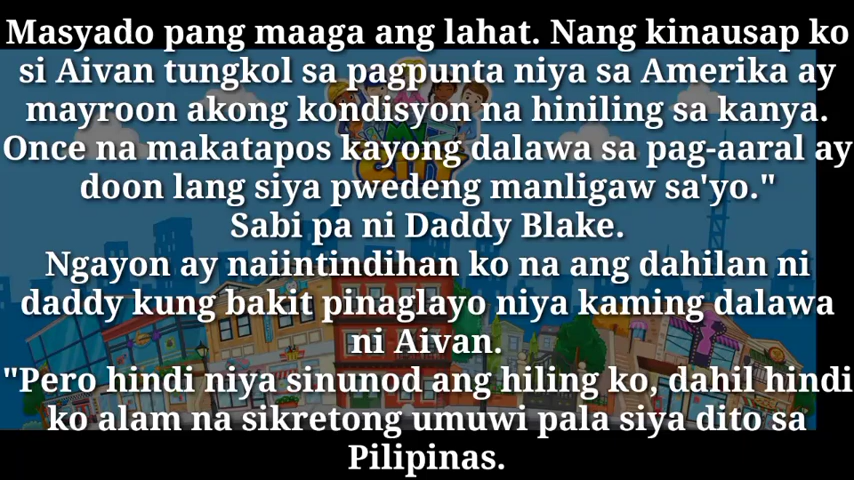 Masyado pang maaga ang lahat. Nang kinausap ko
si Aivan tungkol sa pagpunta niya sa Amerika ay
mayroon akong kondisyon na hiniling sa kanya.
Once na makatapos kayong dalawa sa pag-aaral ay
doon lang siya pwedeng manligaw sa'yo."
Sabi pa ni Daddy Blake.
Ngayon ay naiintindihan ko na ang dahilan ni
daddy kung bakit pinaglayo niya kaming dalawa
ni Aivan.
"Pero hindi niya sinunod ang hiling ko, dahil hindi
ko alam na sikretong umuwi pala siya dito sa
Pilipinas.